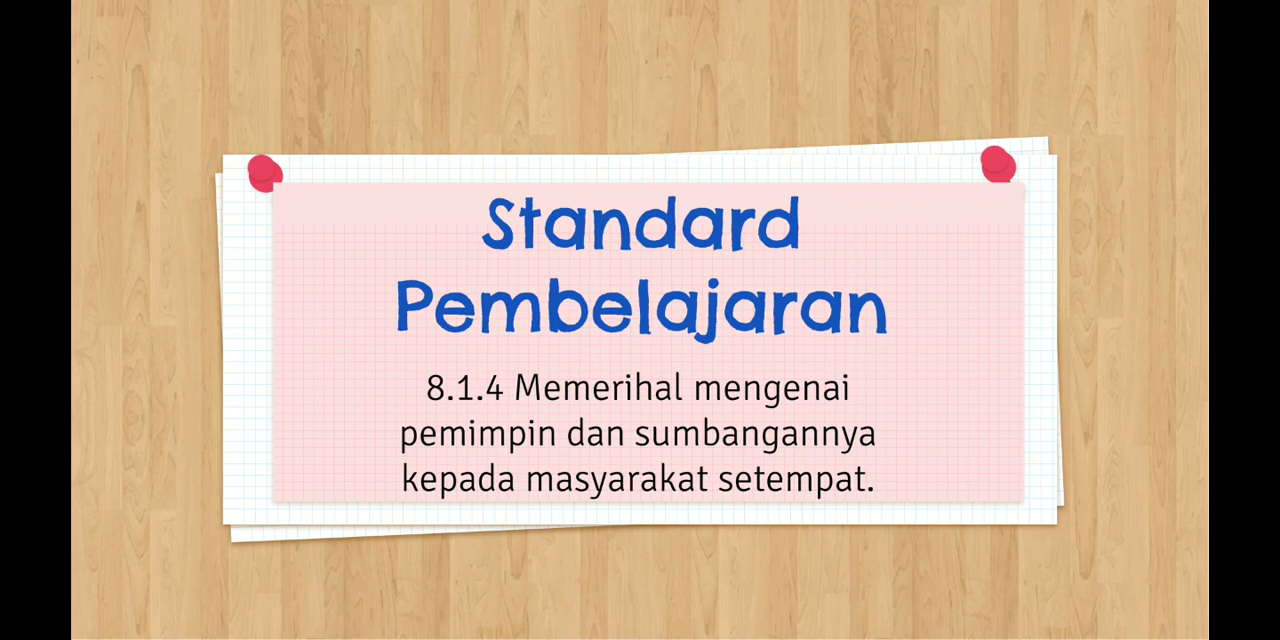 Standard
Pembelajaran
8.1.4 Memerihal mengenai
pemimpin dan sumbangannya
kepada masyarakat setempat.